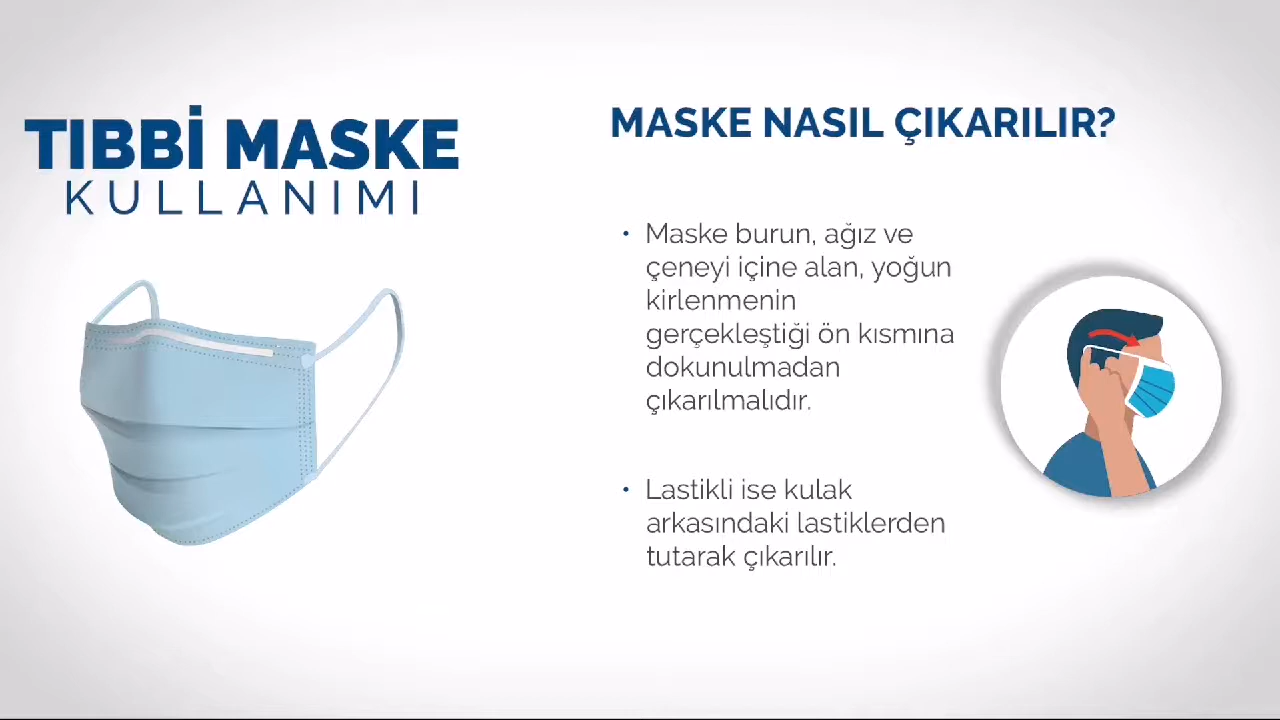 TIBBİ MASKE
KULLANIMI
MASKE NASIL ÇIKARILIR?
• Maske burun, ağız ve
çeneyi içine alan, yoğun
kirlenmenin
gerçekleştiği ön kısmına
dokunulmadan
çıkarılmalıdır.
• Lastikli ise kulak
arkasındaki lastiklerden
tutarak çıkarılır.